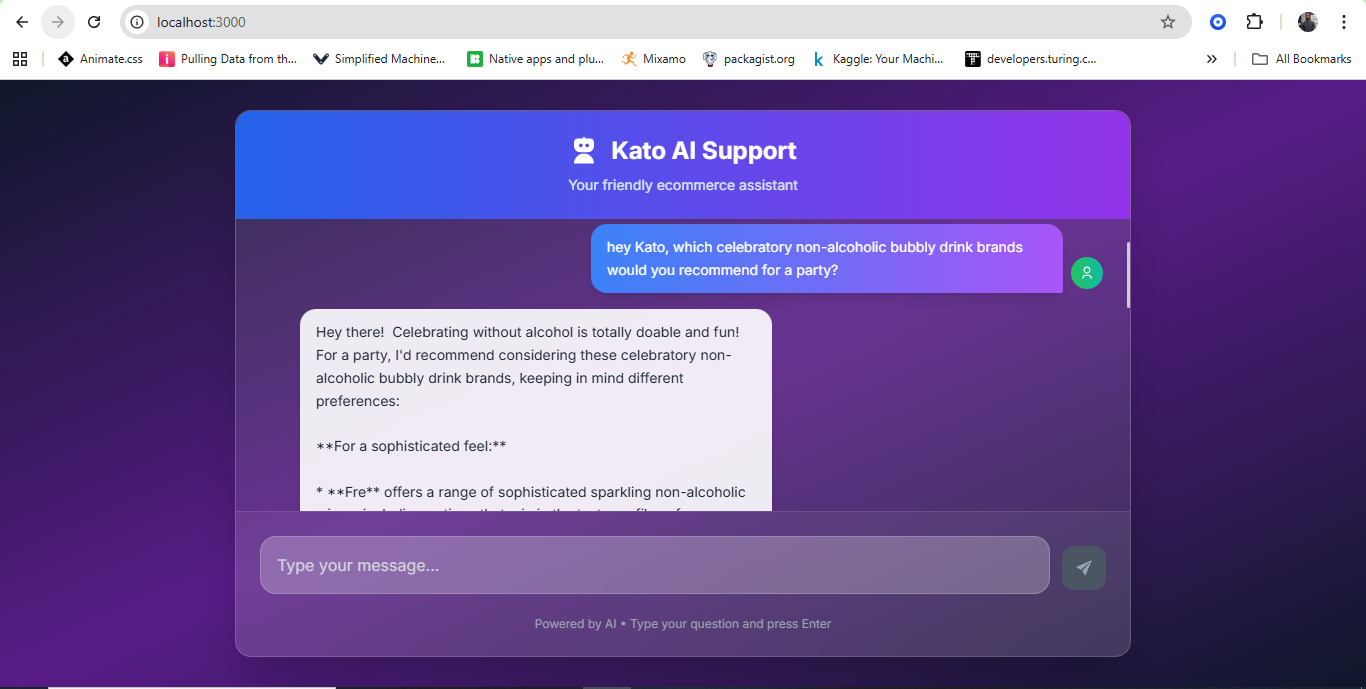 localhost:3000
Animate.css
Pulling Data from th...
Simplified Machine...
Native apps and plu...
Mixamo
packagist.org
Kaggle: Your Machi...
developers.turing.c...
All Bookmarks
Kato AI Support
Your friendly ecommerce assistant
hey Kato, which celebratory non-alcoholic bubbly drink brands
would you recommend for a party?
Hey there!  Celebrating without alcohol is totally doable and fun!
For a party, I'd recommend considering these celebratory non-
alcoholic bubbly drink brands, keeping in mind different
preferences:
**For a sophisticated feel:**
* **Fre** offers a range of sophisticated sparkling non-alcoholic
Type your message...
Powered by AI • Type your question and press Enter